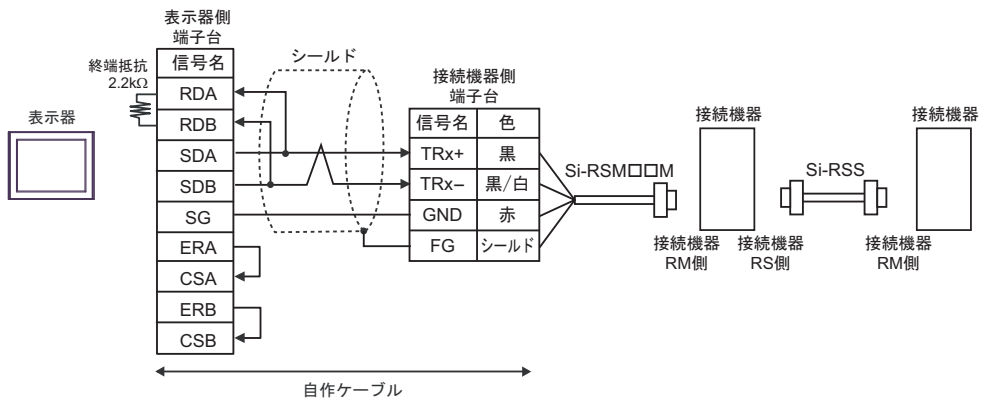 表示器
終端抵抗
2.2kΩ
表示器側
端子台
信号名
RDA
RDB
SDA
SDB
SG
ERA
CSA
ERB
CSB
シールド
接続機器側
端子台
信号名 色
TRx+ 黒
TRx− 黒/白
GND 赤
FG シールド
Si-RSM□□M
接続機器
接続機器
RM側
接続機器
RS側
Si-RSS
接続機器
接続機器
RM側
自作ケーブル